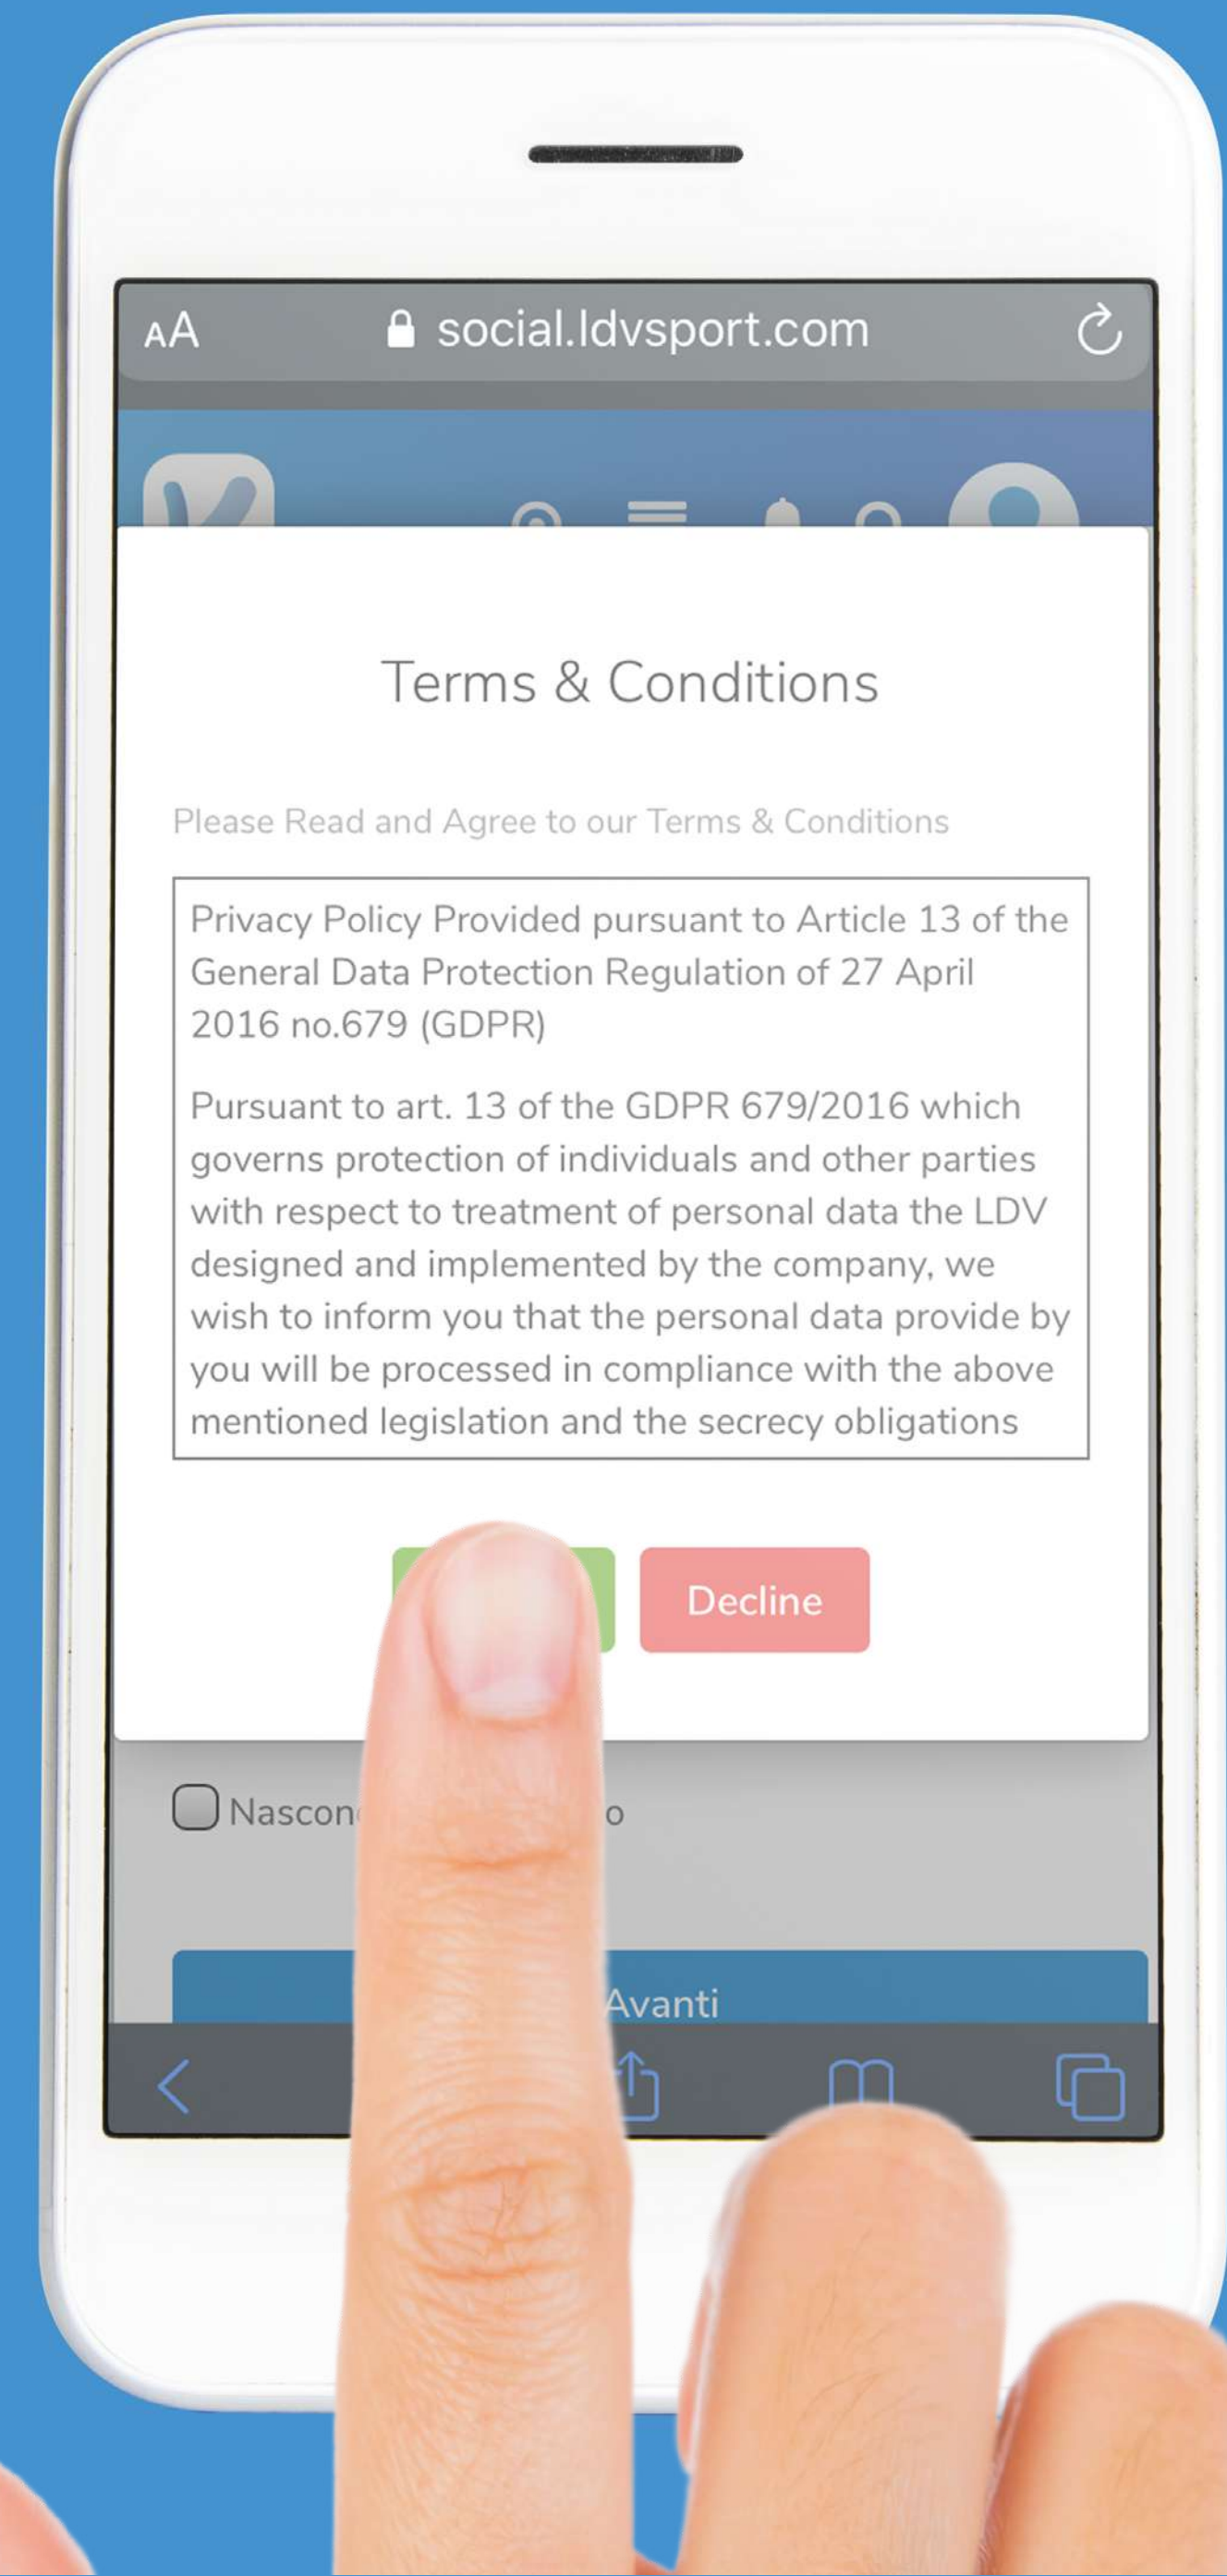 AA social.ldvsport.com
Terms & Conditions
Please Read and Agree to our Terms & Conditions
Privacy Policy Provided pursuant to Article 13 of the
General Data Protection Regulation of 27 April
2016 no.679 (GDPR)
Pursuant to art. 13 of the GDPR 679/2016 which
governs protection of individuals and other parties
with respect to treatment of personal data the LDV
designed and implemented by the company, we
wish to inform you that the personal data provide by
you will be processed in compliance with the above
mentioned legislation and the secrecy obligations
Decline
Avanti